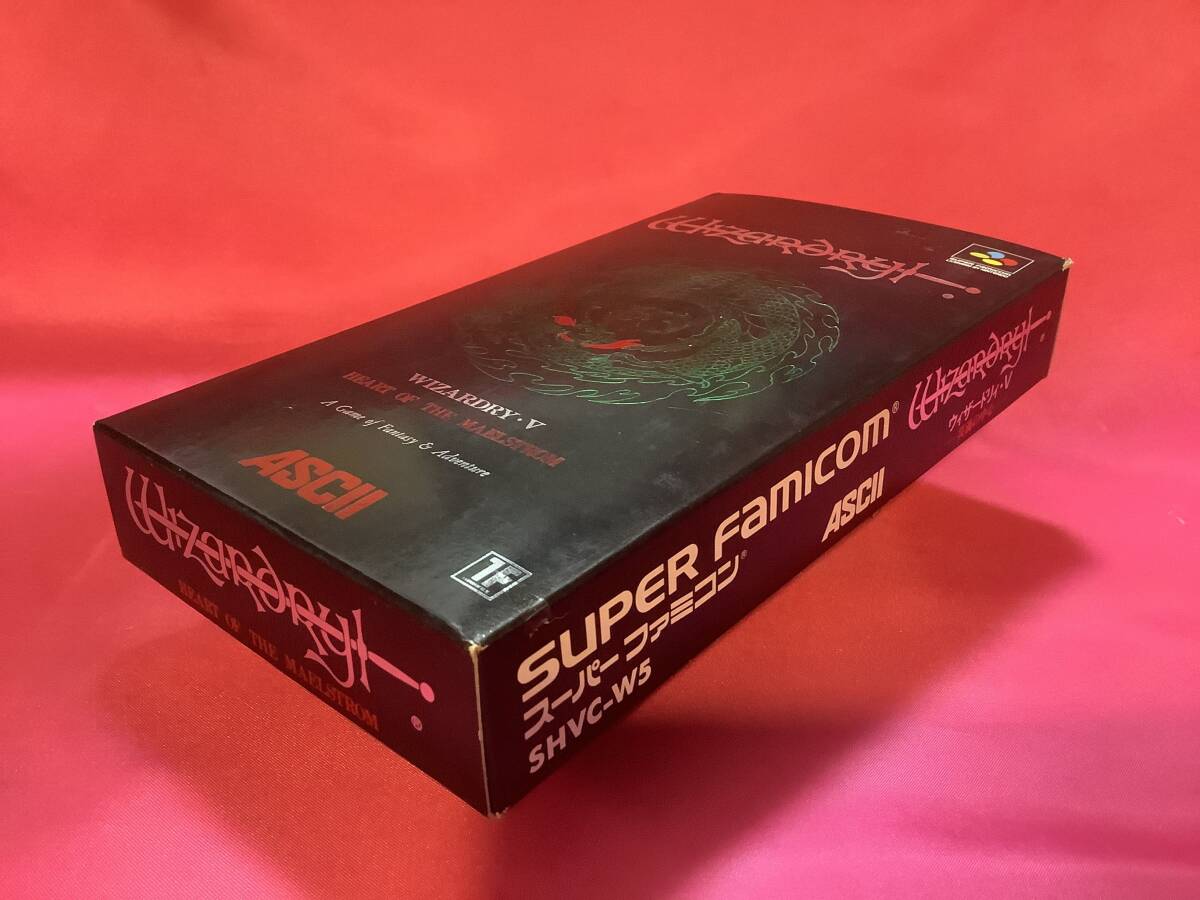 Wizardry
WIZARDRY・V
HEART OF THE MAELSTROM
A Game of Fantasy & Adventure
ASCII
1F
Wizardry
HEART OF THE MAELSTROM
®
SUPER FAMICOM®
スーパーファミコン®
SHVC-W5
ASCII
Wizardry
®
ウィザードリィ・V